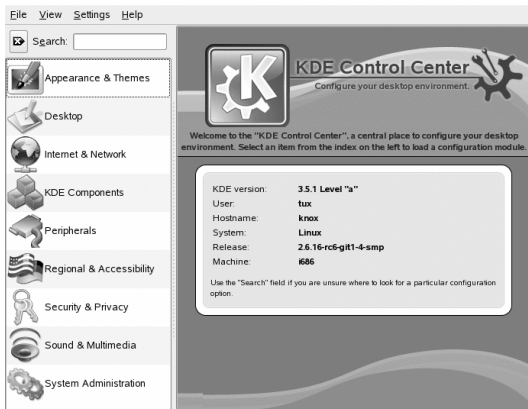 File View Settings Help
Search:
Appearance & Themes
Desktop
Internet & Network
KDE Components
Peripherals
Regional & Accessibility
Security & Privacy
Sound & Multimedia
System Administration
KDE Control Center
Configure your desktop environment.
Welcome to the "KDE Control Center", a central place to configure your desktop
environment. Select an item from the index on the left to load a configuration module.
KDE version: 3.5.1 Level "a"
User: tux
Hostname: knox
System: Linux
Release: 2.6.16-rc6-git1-4-smp
Machine: i686
Use the "Search" field if you are unsure where to look for a particular configuration
option.